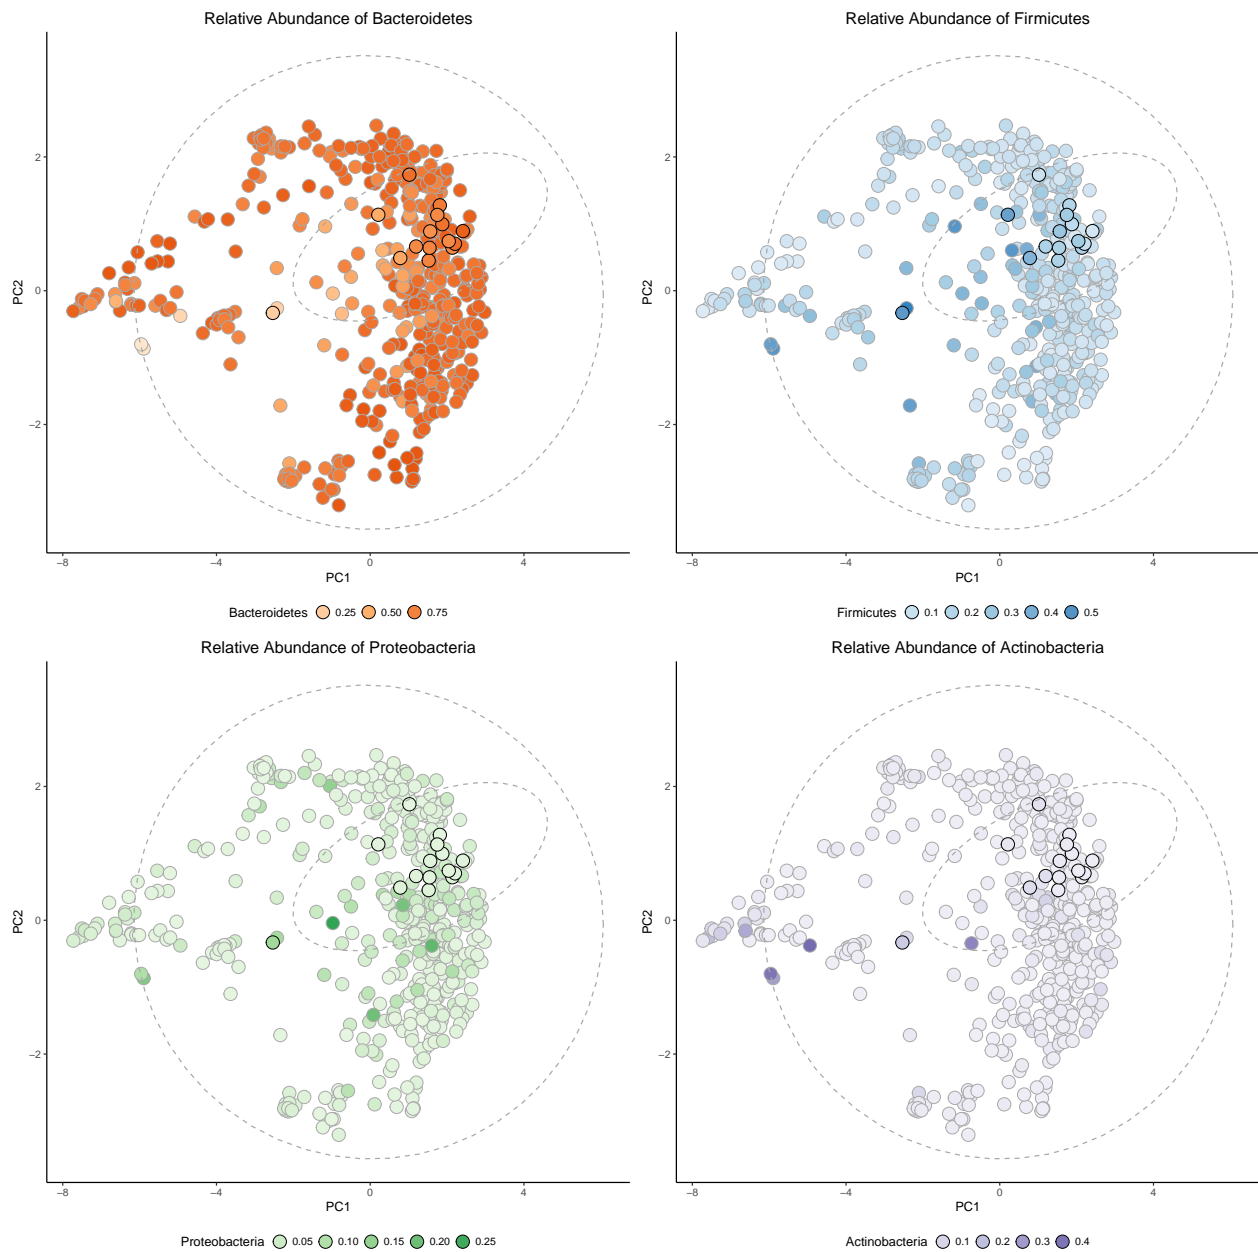 Relative Abundance of Bacteroidetes
2
0
−2
PC2
−8 −4 0 4
PC1
Bacteroidetes 0.25 0.50 0.75
Relative Abundance of Firmicutes
2
0
−2
PC2
−8 −4 0 4
PC1
Firmicutes 0.1 0.2 0.3 0.4 0.5
Relative Abundance of Proteobacteria
2
0
−2
PC2
−8 −4 0 4
PC1
Proteobacteria 0.05 0.10 0.15 0.20 0.25
Relative Abundance of Actinobacteria
2
0
−2
PC2
−8 −4 0 4
PC1
Actinobacteria 0.1 0.2 0.3 0.4